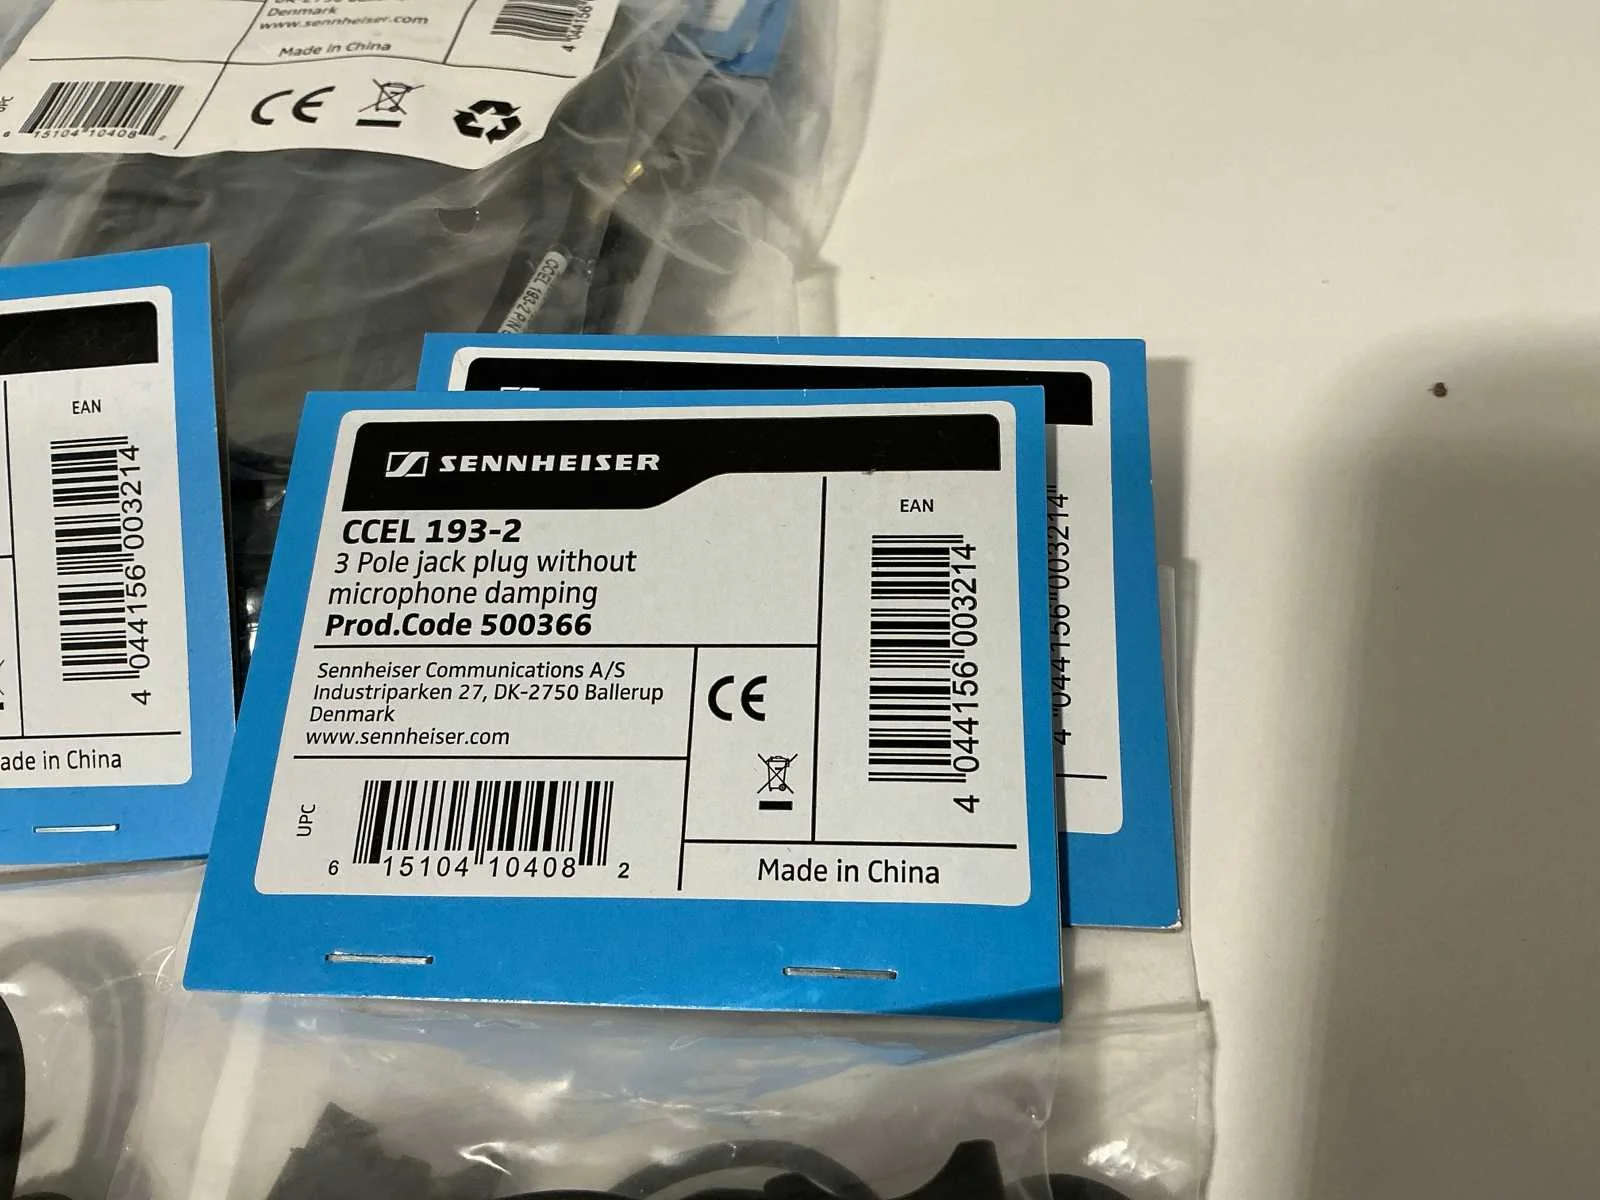 Denmark
www.sennheiser.com
Made in China
CE
15104 10408
CCEL 193-2
EAN
4 044156 003214
ade in China
SENNHEISER
CCEL 193-2
3 Pole jack plug without
microphone damping
Prod.Code 500366
Sennheiser Communications A/S
Industriparken 27, DK-2750 Ballerup
Denmark
www.sennheiser.com
CE
UPC
6 15104 10408 2
EAN
4 044156 003214
Made in China
4 044156 003214